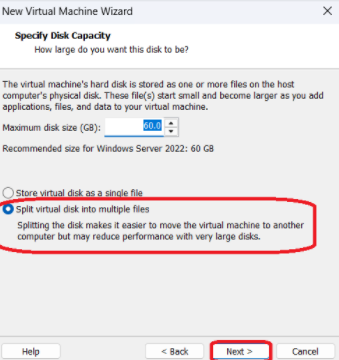 New Virtual Machine Wizard
Specify Disk Capacity
How large do you want this disk to be?
The virtual machine's hard disk is stored as one or more files on the host
computer's physical disk. These file(s) start small and become larger as you add
applications, files, and data to your virtual machine.
Maximum disk size (GB): 60.0
Recommended size for Windows Server 2022: 60 GB
Store virtual disk as a single file
Split virtual disk into multiple files
Splitting the disk makes it easier to move the virtual machine to another
computer but may reduce performance with very large disks.
Help < Back Next > Cancel